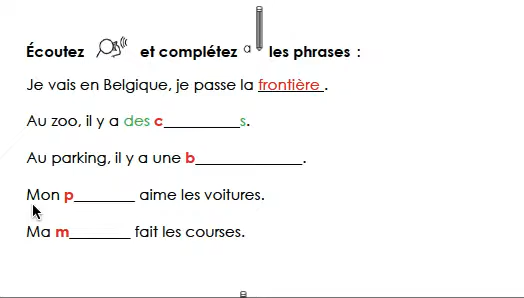 Écoutez et complétez a les phrases :
Je vais en Belgique, je passe la frontière .
Au zoo, il y a des c__________s.
Au parking, il y a une b______________.
Mon p________ aime les voitures.
Ma m________ fait les courses.